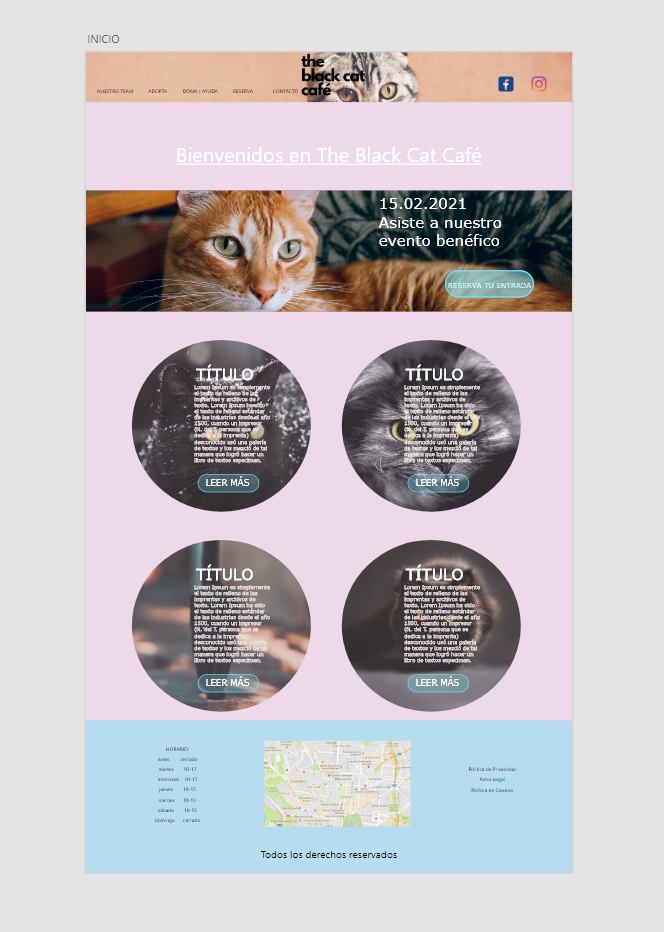 INICIO
the
black cat
café
NUESTRO TEAM ADOPTA DONA / AYUDA RESERVA CONTACTO
Bienvenidos en The Black Cat Café
15.02.2021
Asiste a nuestro
evento benéfico
RESERVA TU ENTRADA
TÍTULO
Lorem Ipsum es simplemente
el texto de relleno de las
imprentas y archivos de
texto. Lorem Ipsum ha sido
el texto de relleno estándar
de las industrias desde el año
1500, cuando un impresor
(N. del T. persona que se
dedica a la imprenta)
desconocido usó una galería
de textos y los mezcló de tal
manera que logró hacer un
libro de textos especimen.
LEER MÁS
TÍTULO
Lorem Ipsum es simplemente
el texto de relleno de las
imprentas y archivos de
texto. Lorem Ipsum ha sido
el texto de relleno estándar
de las industrias desde el año
1500, cuando un impresor
(N. del T. persona que se
dedica a la imprenta)
desconocido usó una galería
de textos y los mezcló de tal
manera que logró hacer un
libro de textos especimen.
LEER MÁS
TÍTULO
Lorem Ipsum es simplemente
el texto de relleno de las
imprentas y archivos de
texto. Lorem Ipsum ha sido
el texto de relleno estándar
de las industrias desde el año
1500, cuando un impresor
(N. del T. persona que se
dedica a la imprenta)
desconocido usó una galería
de textos y los mezcló de tal
manera que logró hacer un
libro de textos especimen.
LEER MÁS
TÍTULO
Lorem Ipsum es simplemente
el texto de relleno de las
imprentas y archivos de
texto. Lorem Ipsum ha sido
el texto de relleno estándar
de las industrias desde el año
1500, cuando un impresor
(N. del T. persona que se
dedica a la imprenta)
desconocido usó una galería
de textos y los mezcló de tal
manera que logró hacer un
libro de textos especimen.
LEER MÁS
HORARIO:
lunes cerrado
martes 10-17
miercoses 10-17
jueves 10-17
viernes 10-15
sábado 10-15
domingo cerrado
Política de Privacidad
Aviso Legal
Política de Cookies
Todos los derechos reservados